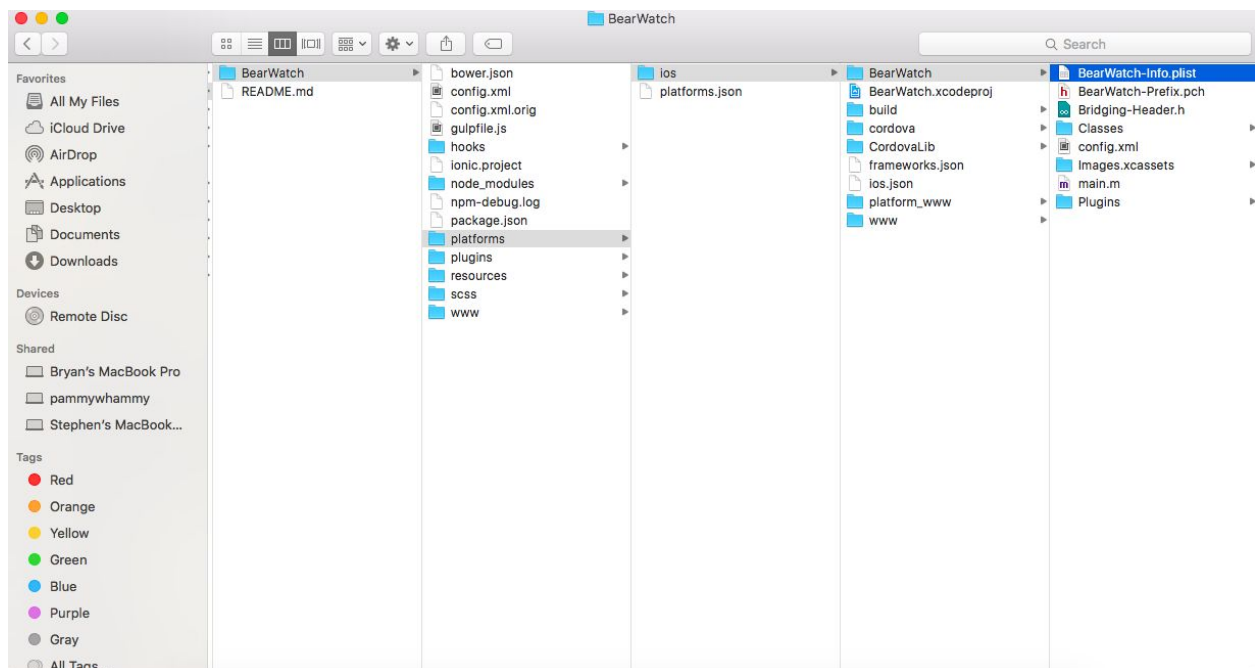 BearWatch
Search
Favorites
All My Files
iCloud Drive
AirDrop
Applications
Desktop
Documents
Downloads
Devices
Remote Disc
Shared
Bryan's MacBook Pro
pammywhammy
Stephen's MacBook...
Tags
Red
Orange
Yellow
Green
Blue
Purple
Gray
All Tags
BearWatch
README.md
bower.json
config.xml
config.xml.orig
gulpfile.js
hooks
ionic.project
node_modules
npm-debug.log
package.json
platforms
plugins
resources
scss
www
ios
platforms.json
BearWatch
BearWatch.xcodeproj
build
cordova
CordovaLib
frameworks.json
ios.json
platform_www
www
BearWatch-Info.plist
BearWatch-Prefix.pch
Bridging-Header.h
Classes
config.xml
Images.xcassets
main.m
Plugins